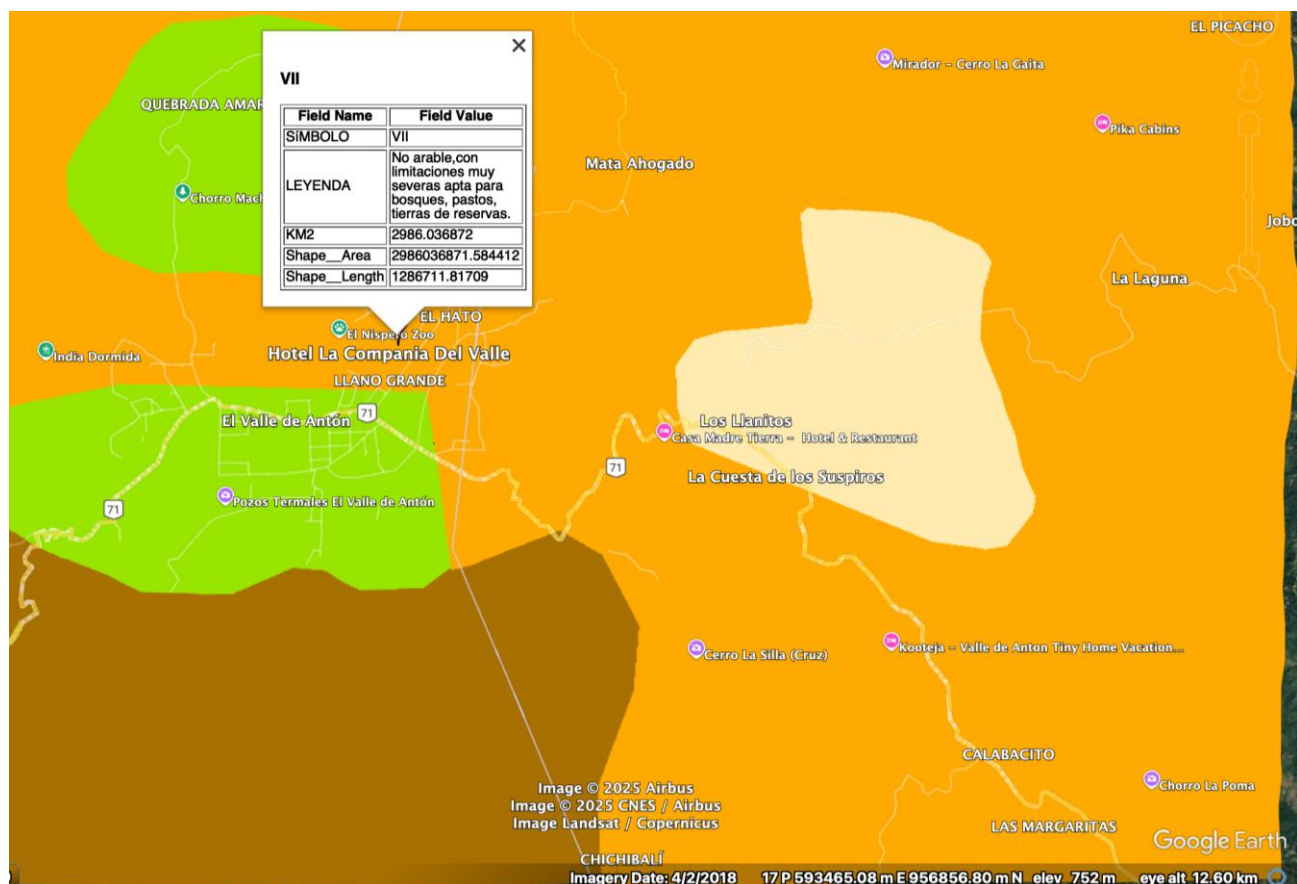 EL PICACHO
Mirador - Cerro La Gaita
VII
QUEBRADA AMAR
Field Name Field Value
SíMBOLO VII
LEYENDA No arable,con
limitaciones muy
severas apta para
bosques, pastos,
tierras de reservas.
KM2 2986.036872
Shape__Area 2986036871.584412
Shape__Length 1286711.81709
Pika Cabins
Mata Ahogado
Chorro Mach
Jobo
La Laguna
EL HATO
El Nispero Zoo
India Dormida
Hotel La Compania Del Valle
LLANO GRANDE
El Valle de Antón 71
Los Llanitos
Casa Madre Tierra - Hotel & Restaurant
71
La Cuesta de los Suspiros
Pozos Termales El Valle de Antón
71
Cerro La Silla (Cruz)
Kooteja - Valle de Anton Tiny Home Vacation...
CALABACITO
Chorro La Poma
Image © 2025 Airbus
Image © 2025 CNES / Airbus
Image Landsat / Copernicus
LAS MARGARITAS
Google Earth
CHICHIBALÍ
Imagery Date: 4/2/2018 17 P 593465.08 m E 956856.80 m N elev 752 m eye alt 12.60 km